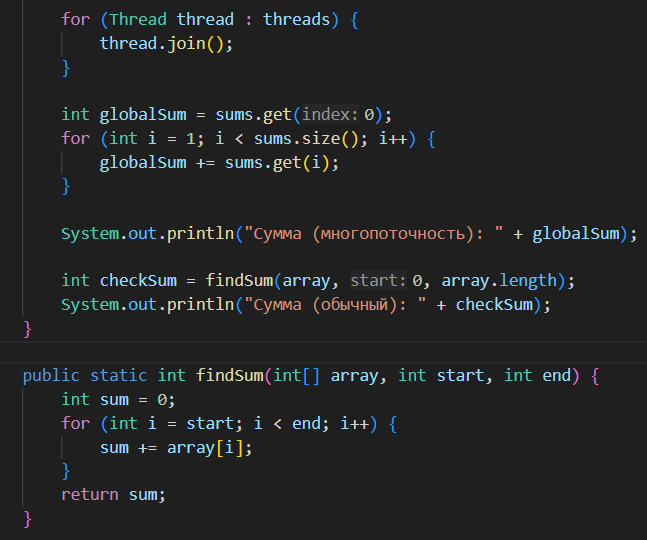 for (Thread thread : threads) {
thread.join();
}
int globalSum = sums.get(index: 0);
for (int i = 1; i < sums.size(); i++) {
globalSum += sums.get(i);
}
System.out.println("Сумма (многопоточность): " + globalSum);
int checkSum = findSum(array, start: 0, array.length);
System.out.println("Сумма (обычный): " + checkSum);
}
public static int findSum(int[] array, int start, int end) {
int sum = 0;
for (int i = start; i < end; i++) {
sum += array[i];
}
return sum;
}